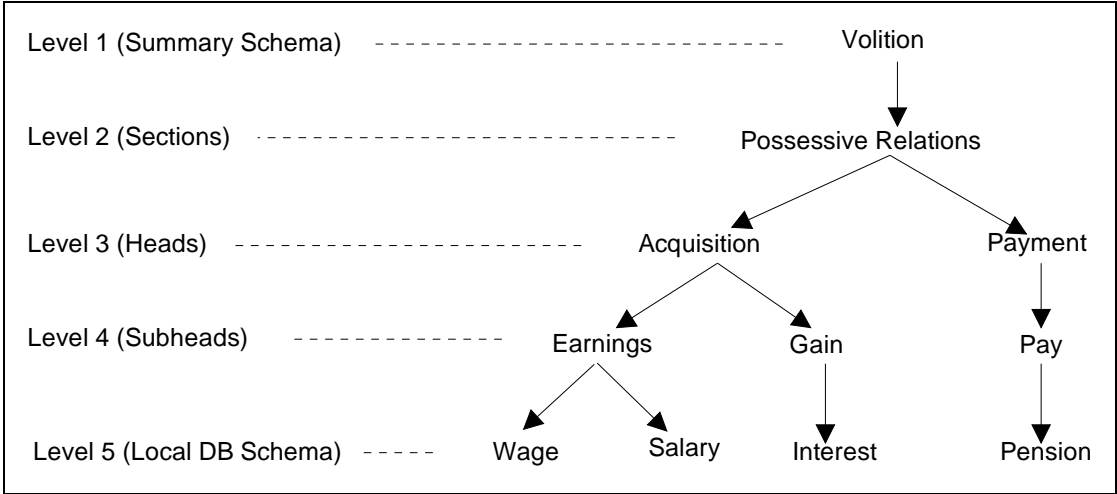 Level 1 (Summary Schema) Volition
Level 2 (Sections) Possessive Relations
Level 3 (Heads) Acquisition Payment
Level 4 (Subheads) Earnings Gain Pay
Level 5 (Local DB Schema) Wage Salary Interest Pension